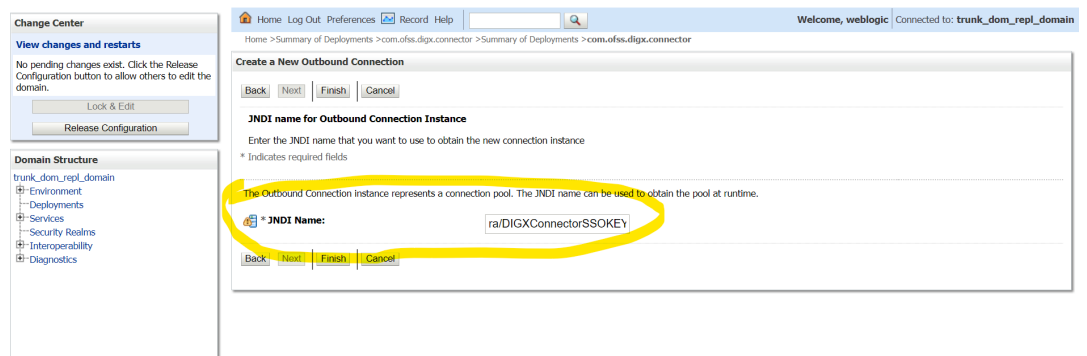 Change Center
View changes and restarts
No pending changes exist. Click the Release
Configuration button to allow others to edit the
domain.
Lock & Edit
Release Configuration
Domain Structure
trunk_dom_repl_domain
Environment
Deployments
Services
Security Realms
Interoperability
Diagnostics
Home Log Out Preferences Record Help
Welcome, weblogic Connected to: trunk_dom_repl_domain
Home >Summary of Deployments >com.ofss.digx.connector >Summary of Deployments >com.ofss.digx.connector
Create a New Outbound Connection
Back Next Finish Cancel
JNDI name for Outbound Connection Instance
Enter the JNDI name that you want to use to obtain the new connection instance
* Indicates required fields
The Outbound Connection instance represents a connection pool. The JNDI name can be used to obtain the pool at runtime.
* JNDI Name: ra/DIGXConnectorSSOKEY
Back Next Finish Cancel